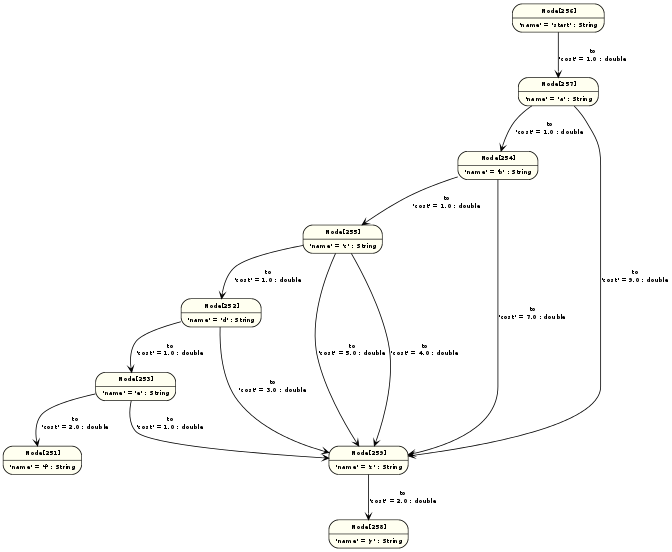 Node[256]
'name' = 'start' : String
to
'cost' = 1.0 : double
Node[257]
'name' = 'a' : String
to
'cost' = 1.0 : double
Node[254]
'name' = 'b' : String
to
'cost' = 1.0 : double
Node[255]
'name' = 'c' : String
to
'cost' = 1.0 : double
to
'cost' = 9.0 : double
Node[252]
'name' = 'd' : String
to
'cost' = 7.0 : double
to
'cost' = 1.0 : double
to
'cost' = 5.0 : double
to
'cost' = 4.0 : double
Node[253]
'name' = 'e' : String
to
'cost' = 3.0 : double
to
'cost' = 2.0 : double
to
'cost' = 1.0 : double
Node[251]
'name' = 'f' : String
Node[259]
'name' = 'x' : String
to
'cost' = 2.0 : double
Node[258]
'name' = 'y' : String